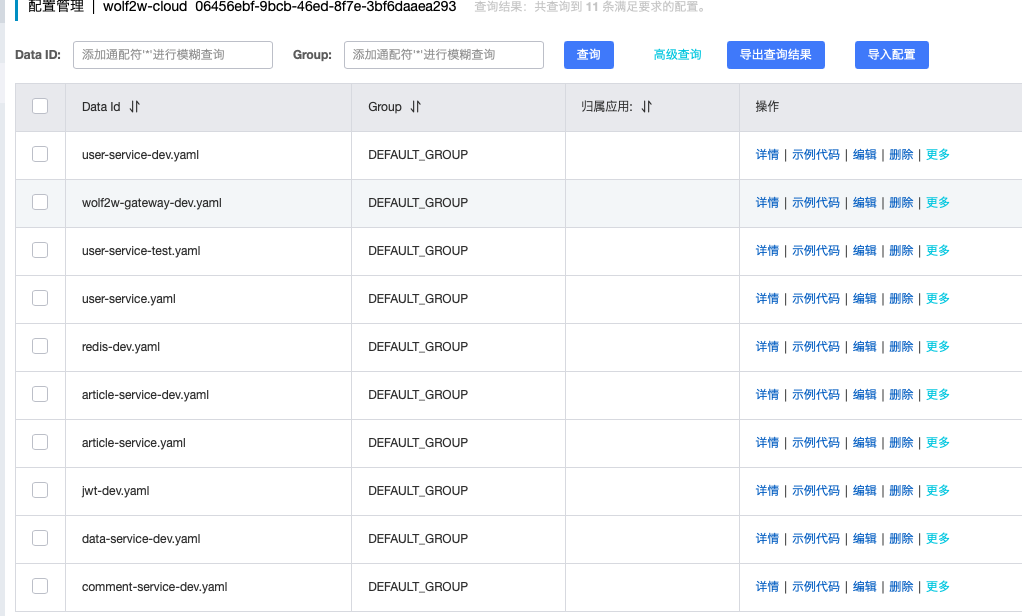 配置管理 | wolf2w-cloud 06456ebf-9bcb-46ed-8f7e-3bf6daaea293 查询结果：共查询到 11 条满足要求的配置。
Data ID: 添加通配符'*'进行模糊查询 Group: 添加通配符'*'进行模糊查询 查询 高级查询 导出查询结果 导入配置
Data Id Group 归属应用: 操作
user-service-dev.yaml DEFAULT_GROUP 详情 | 示例代码 | 编辑 | 删除 | 更多
wolf2w-gateway-dev.yaml DEFAULT_GROUP 详情 | 示例代码 | 编辑 | 删除 | 更多
user-service-test.yaml DEFAULT_GROUP 详情 | 示例代码 | 编辑 | 删除 | 更多
user-service.yaml DEFAULT_GROUP 详情 | 示例代码 | 编辑 | 删除 | 更多
redis-dev.yaml DEFAULT_GROUP 详情 | 示例代码 | 编辑 | 删除 | 更多
article-service-dev.yaml DEFAULT_GROUP 详情 | 示例代码 | 编辑 | 删除 | 更多
article-service.yaml DEFAULT_GROUP 详情 | 示例代码 | 编辑 | 删除 | 更多
jwt-dev.yaml DEFAULT_GROUP 详情 | 示例代码 | 编辑 | 删除 | 更多
data-service-dev.yaml DEFAULT_GROUP 详情 | 示例代码 | 编辑 | 删除 | 更多
comment-service-dev.yaml DEFAULT_GROUP 详情 | 示例代码 | 编辑 | 删除 | 更多